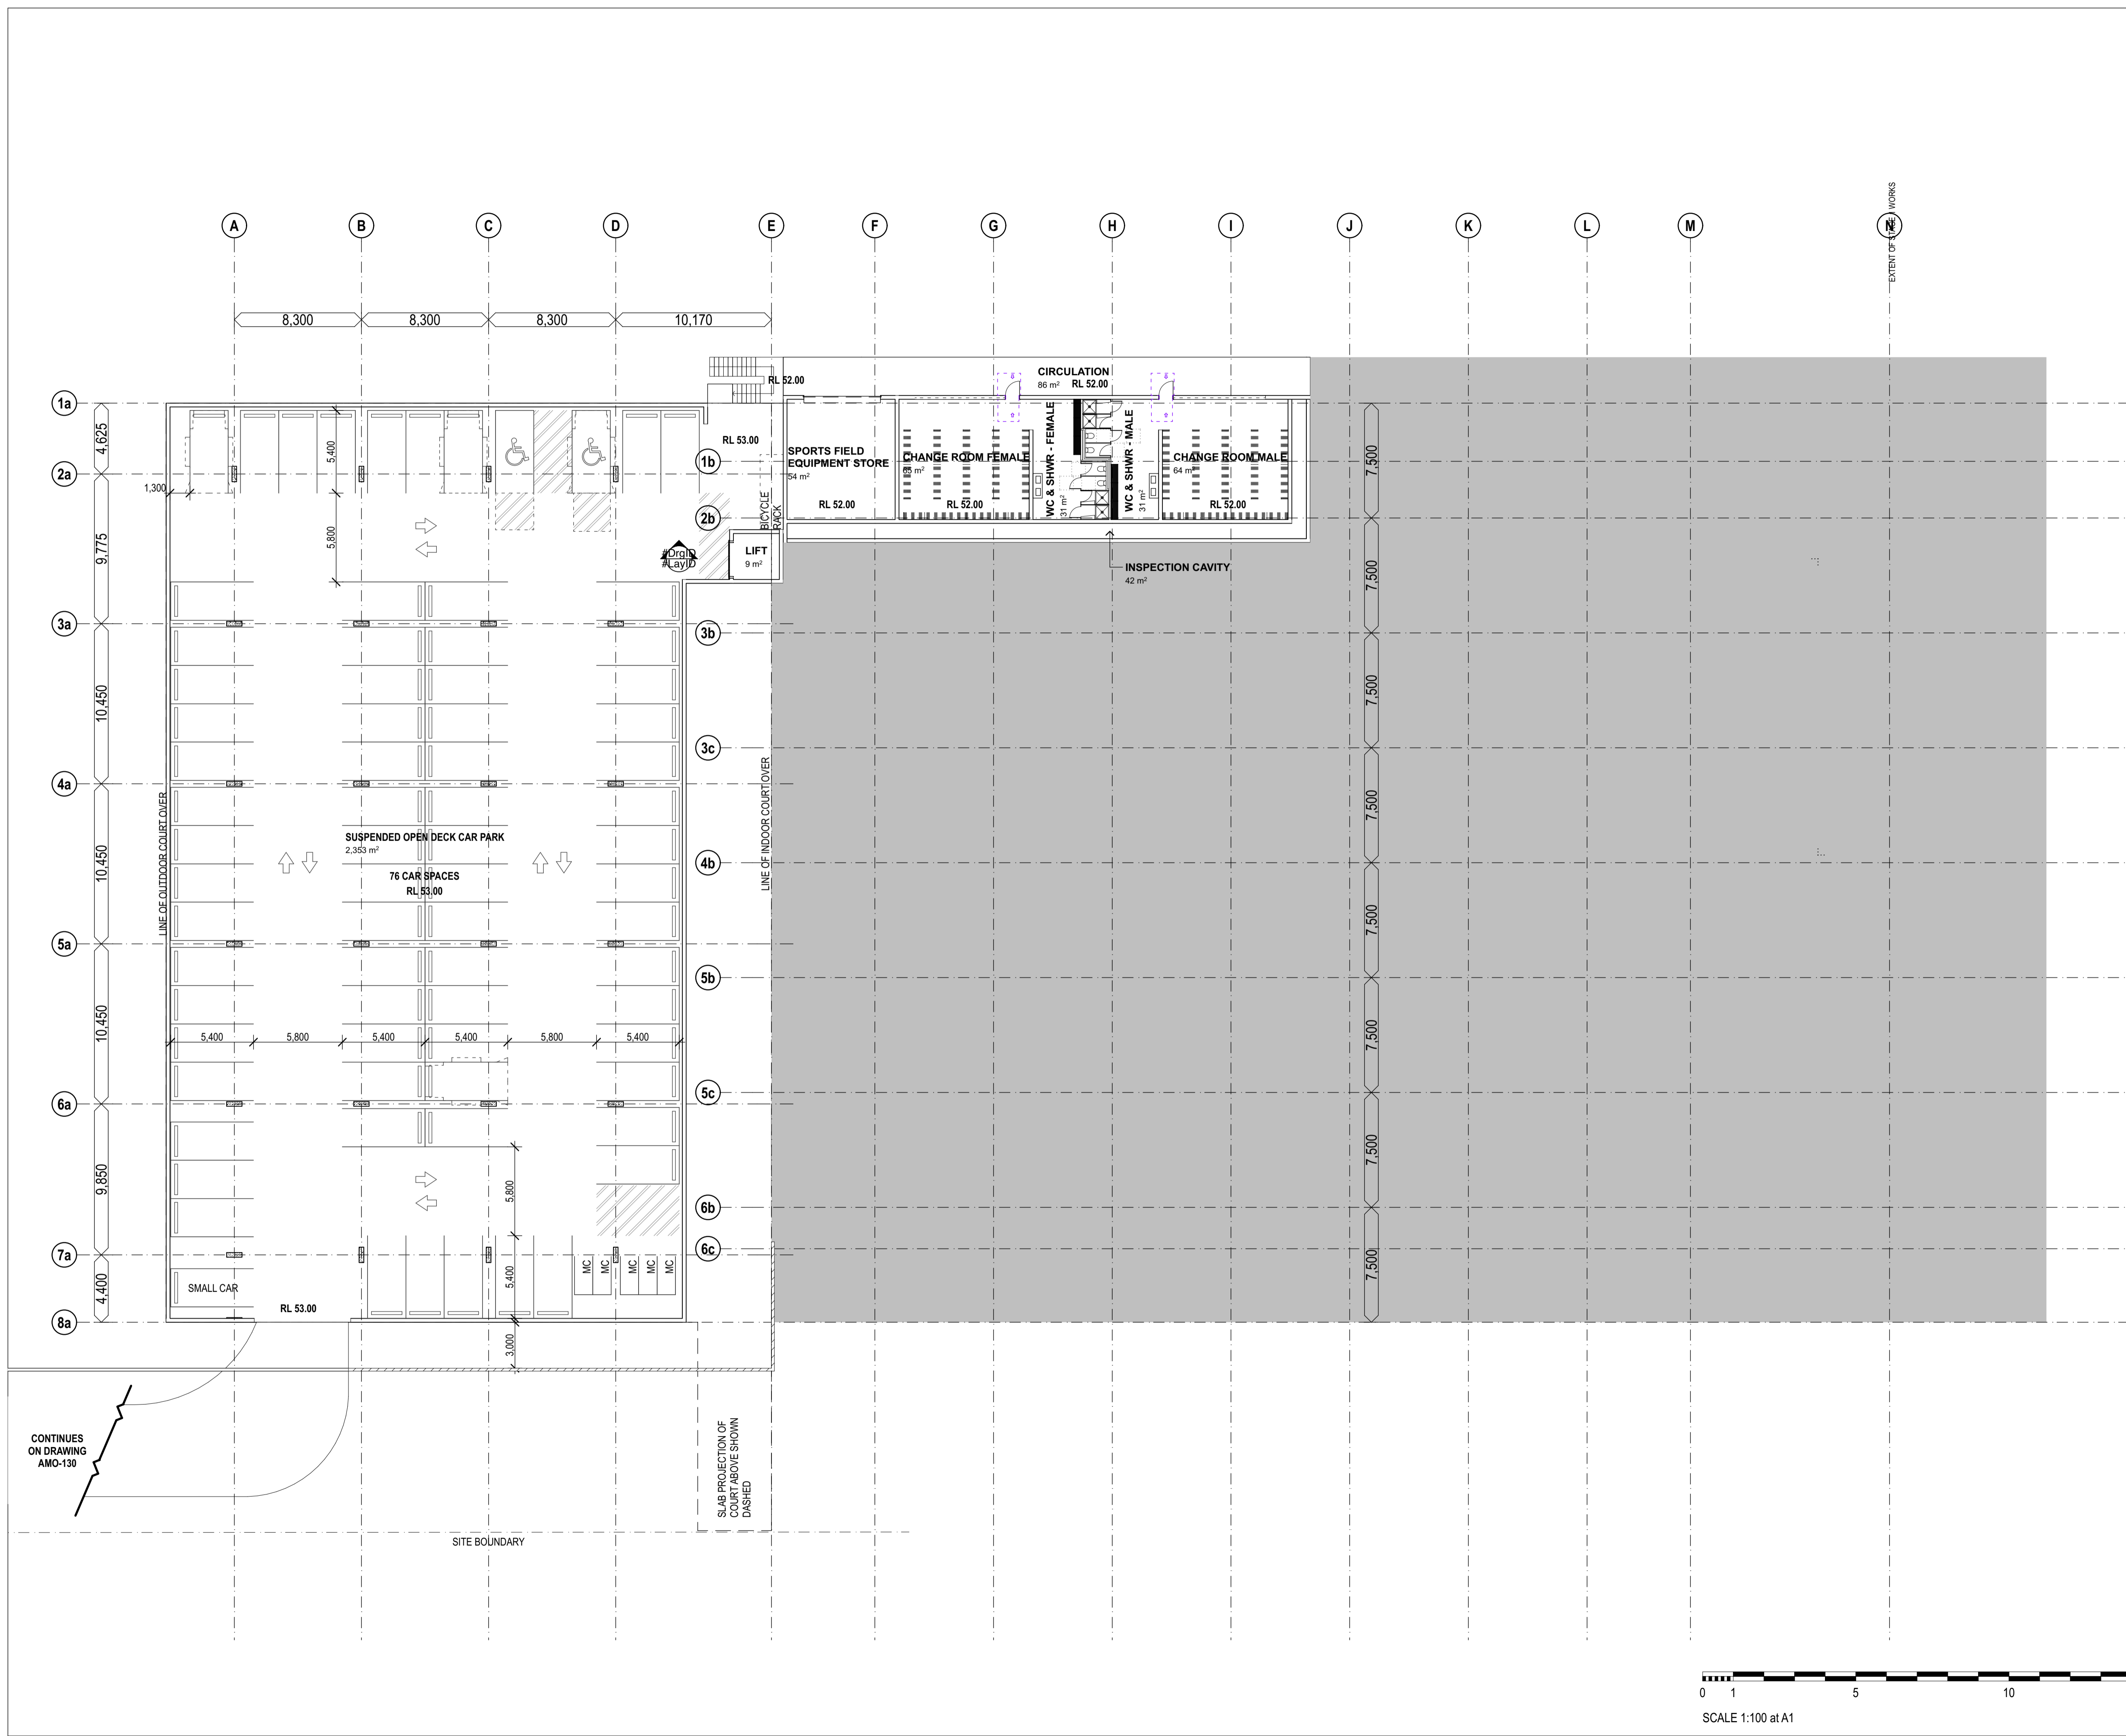 EXTENT OF STAGE 1 WORKS
A
B
C
D
E
F
G
H
I
J
K
L
M
N
8,300
8,300
8,300
10,170
1a
2a
3a
4a
5a
6a
7a
8a
4,625
9,775
10,450
10,450
10,450
9,850
4,400
1b
2b
3b
3c
4b
5b
5c
6b
6c
7,500
7,500
7,500
7,500
7,500
7,500
7,500
7,500
CIRCULATION
86 m²
RL 52.00
RL 52.00
RL 53.00
SPORTS FIELD
EQUIPMENT STORE
54 m²
RL 52.00
CHANGE ROOM FEMALE
RL 52.00
WC & SHWR - FEMALE
31 m²
WC & SHWR - MALE
31 m²
CHANGE ROOM MALE
64 m²
RL 52.00
BICYCLE
RACK
LIFT
9 m²
#DrgID
#LayID
INSPECTION CAVITY
42 m²
1,300
5,400
5,800
LINE OF OUTDOOR COURT OVER
LINE OF INDOOR COURT OVER
SUSPENDED OPEN DECK CAR PARK
2,353 m²
76 CAR SPACES
RL 53.00
5,400
5,800
5,400
5,400
5,800
5,400
5,800
5,400
3,000
MC
MC
MC
MC
MC
SMALL CAR
RL 53.00
CONTINUES
ON DRAWING
AMO-130
SLAB PROJECTION OF
COURT ABOVE SHOWN
DASHED
SITE BOUNDARY
0 1 5 10
SCALE 1:100 at A1